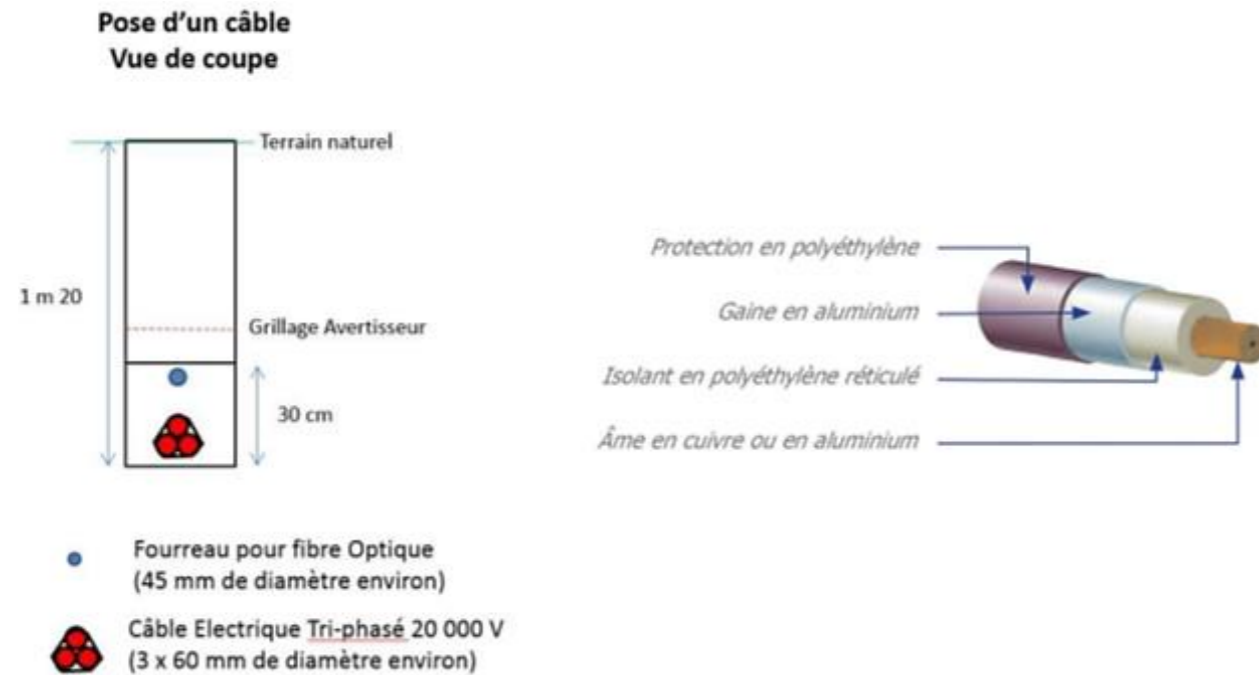 Pose d'un câble
Vue de coupe
Terrain naturel
1 m 20
Grillage Avertisseur
30 cm
Fourreau pour fibre Optique
(45 mm de diamètre environ)
Câble Electrique Tri-phasé 20 000 V
(3 x 60 mm de diamètre environ)
Protection en polyéthylène
Gaine en aluminium
Isolant en polyéthylène réticulé
Âme en cuivre ou en aluminium